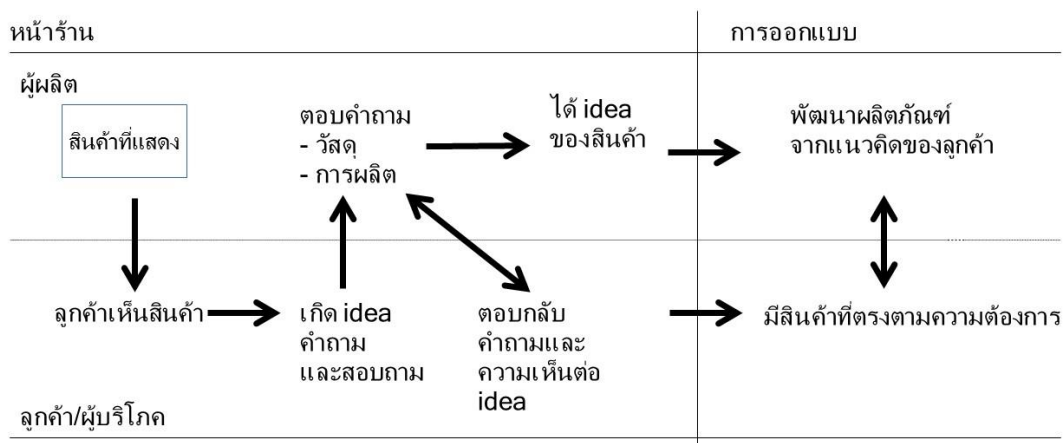 หน้าร้าน
การออกแบบ
ผู้ผลิต
สินค้าที่แสดง
ตอบคำถาม
- วัสดุ
- การผลิต
ได้ idea
ของสินค้า
พัฒนาผลิตภัณฑ์
จากแนวคิดของลูกค้า
ลูกค้าเห็นสินค้า
เกิด idea
คำถาม
และสอบถาม
ตอบกลับ
คำถามและ
ความเห็นต่อ
idea
มีสินค้าที่ตรงตามความต้องการ
ลูกค้า/ผู้บริโภค